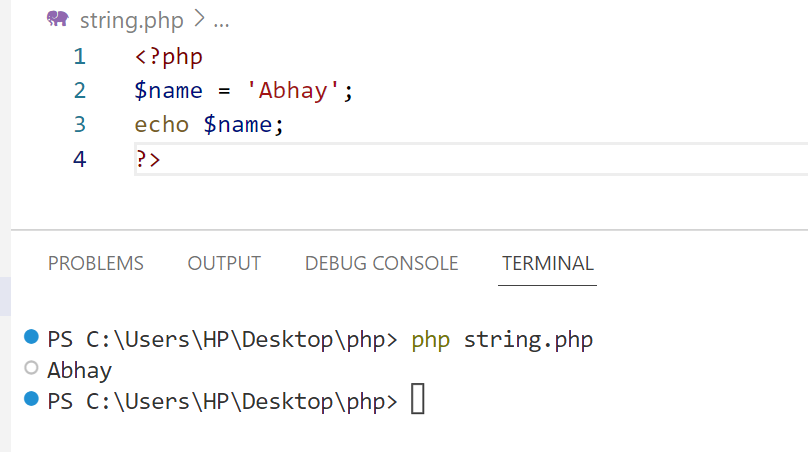 string.php > ...
1 <?php
2 $name = 'Abhay';
3 echo $name;
4 ?>
PROBLEMS OUTPUT DEBUG CONSOLE TERMINAL
PS C:\Users\HP\Desktop\php> php string.php
Abhay
PS C:\Users\HP\Desktop\php>